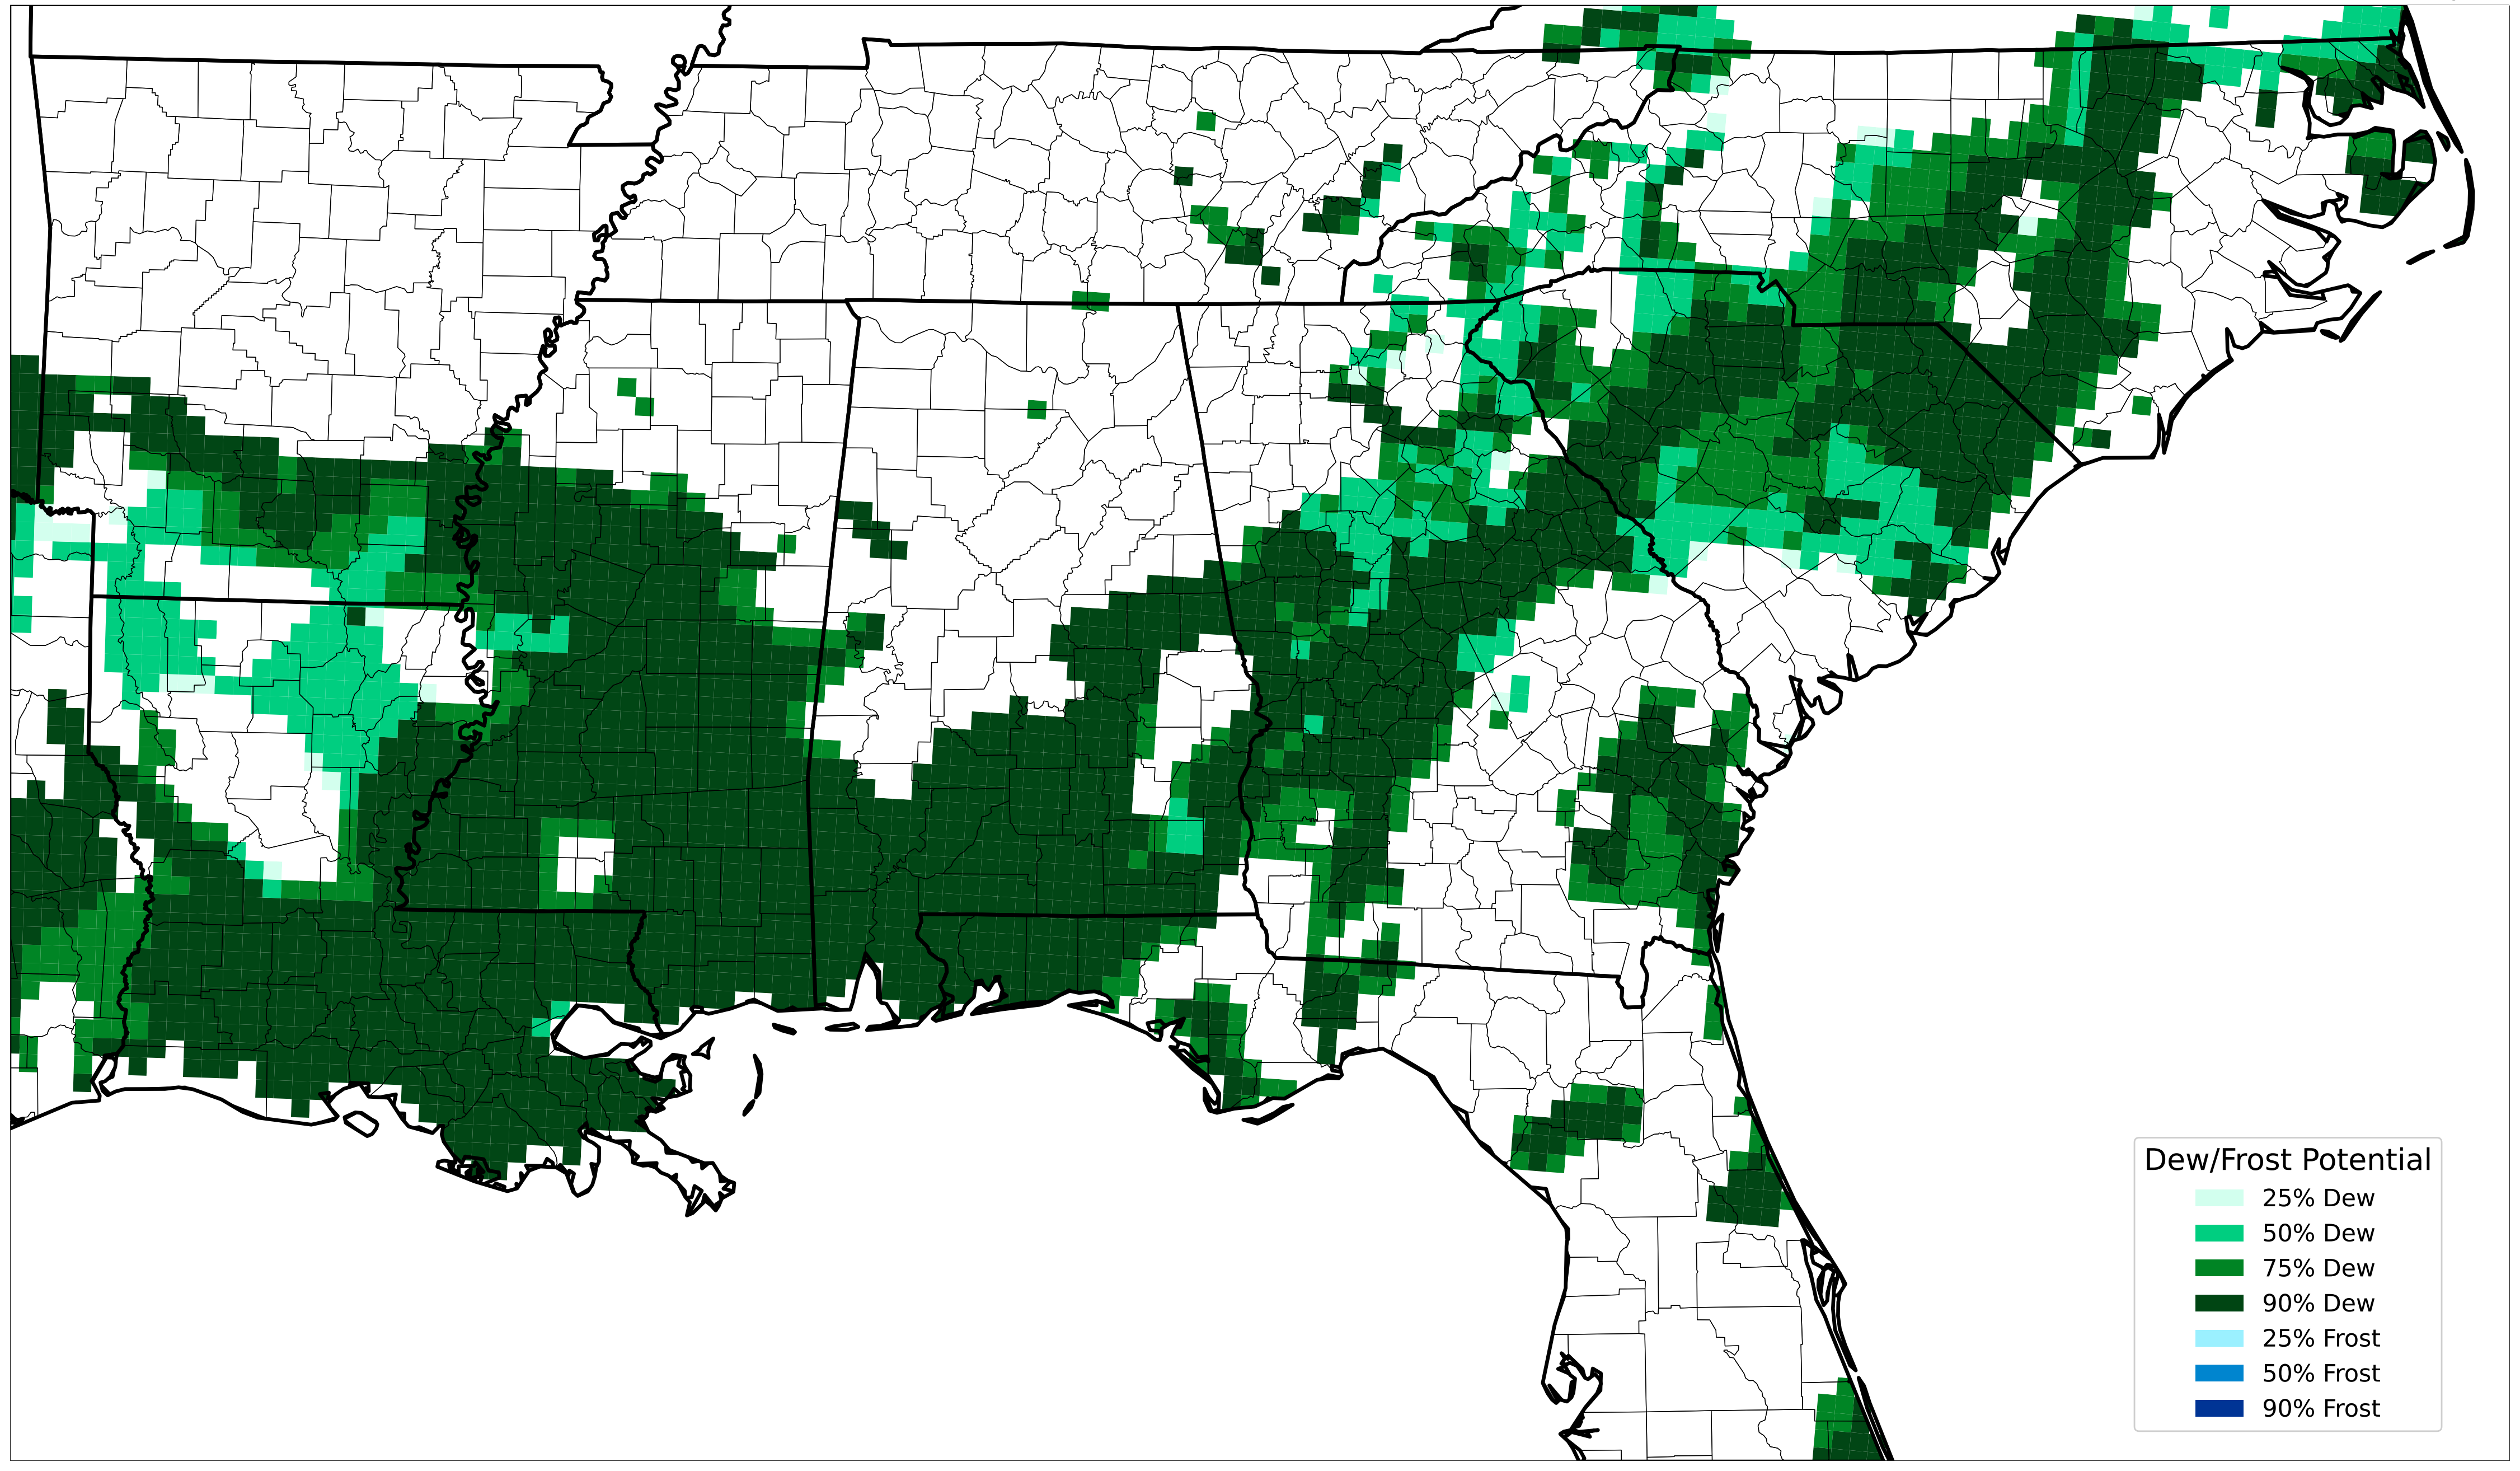 Dew/Frost Potential
25% Dew
50% Dew
75% Dew
90% Dew
25% Frost
50% Frost
90% Frost